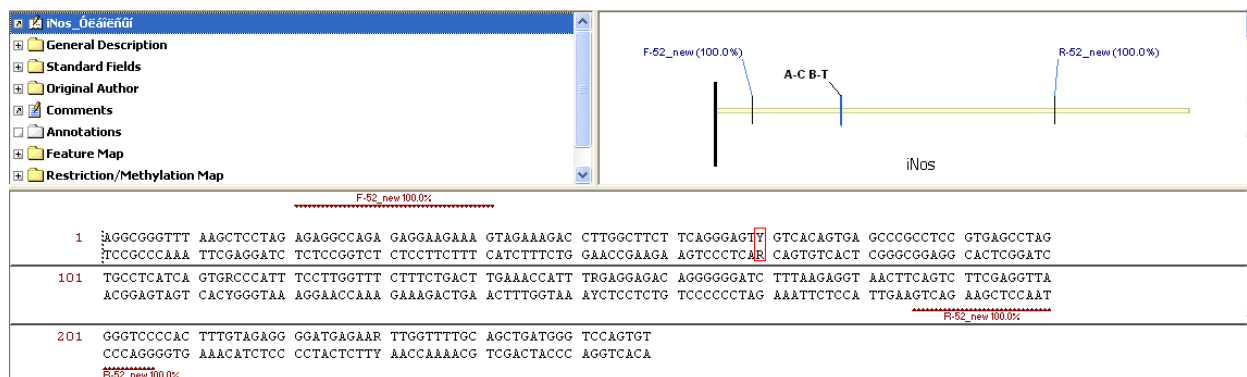 iNos_Óëáîèñûí
General Description
Standard Fields
Original Author
Comments
Annotations
Feature Map
Restriction/Methylation Map
F-52_new (100.0%)
R-52_new (100.0%)
A-C B-T
iNos
F-52_new 100.0%
1 AGGCGGGTTT AAGCTCCTAG AGAGGCCAGA GAGGAAGAAA GTAGAAAGAC CTTGGCTTCT TCAGGGAGTY GTCACAGTGA GCCCGCCTCC GTGAGCCTAG
TCCGCCCAAA TTCGAGGATC TCTCCGGTCT CTCCTTCTTT CATCTTTCTG GAACCGAAGA AGTCCCTCAR CAGTGTCACT CGGGCGGAGG CACTCGGATC
101 TGCCTCATCA GTGRCCCATT TCCTTGGTTT CTTTCTGACT TGAAACCATT TRGAGGAGAC AGGGGGGATC TTTAAGAGGT AACTTCAGTC TTCGAGGTTA
ACGGAGTAGT CACYGGGTAA AGGAACCAAA GAAAGACTGA ACTTTGGTAA AYCTCCTCTG TCCCCCCTAG AAATTCTCCA TTGAAGTCAG AAGCTCCAAT
R-52_new 100.0%
201 GGGTCCCCAC TTTGTAGAGG GGATGAGAAR TTGGTTTTGC AGCTGATGGG TCCAGTGT
CCCAGGGGTG AAACATCTCC CCTACTCTTY AACCAAAACG TCGACTACCC AGGTCACA
R-52_new 100.0%